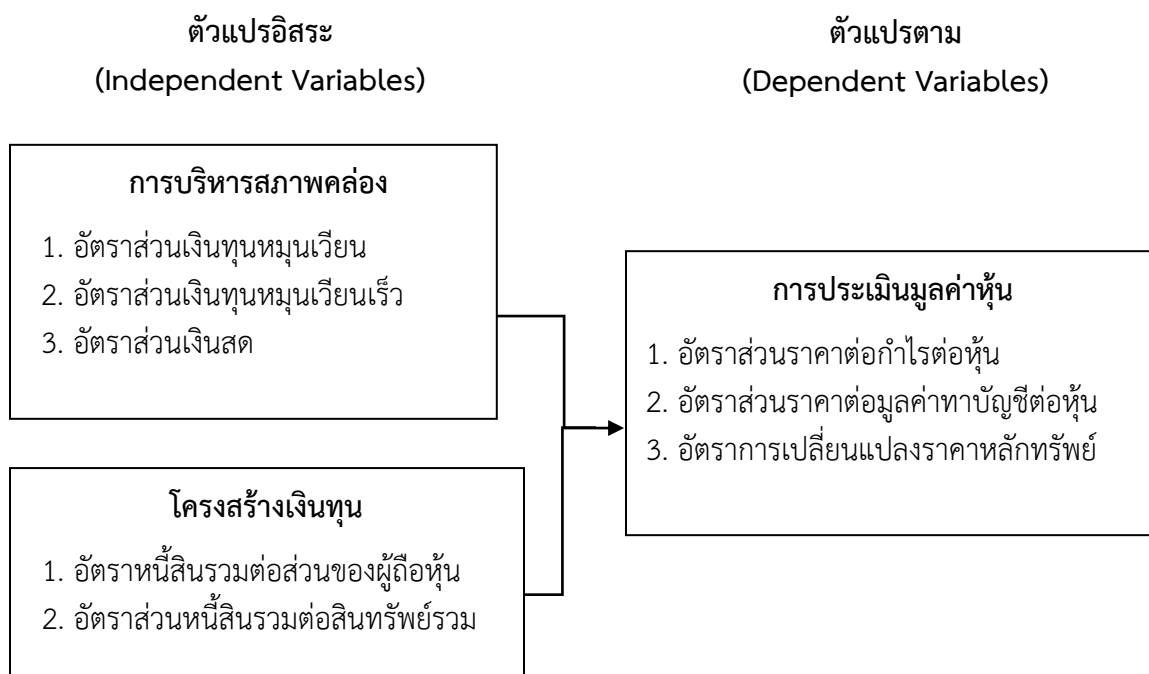 ตัวแปรอิสระ
(Independent Variables)
ตัวแปรตาม
(Dependent Variables)
การบริหารสภาพคล่อง
1. อัตราส่วนเงินทุนหมุนเวียน
2. อัตราส่วนเงินทุนหมุนเวียนเร็ว
3. อัตราส่วนเงินสด
โครงสร้างเงินทุน
1. อัตราหนี้สินรวมต่อส่วนของผู้ถือหุ้น
2. อัตราส่วนหนี้สินรวมต่อสินทรัพย์รวม
การประเมินมูลค่าหุ้น
1. อัตราส่วนราคาต่อกำไรต่อหุ้น
2. อัตราส่วนราคาต่อมูลค่าทาบัญชีต่อหุ้น
3. อัตราการเปลี่ยนแปลงราคาหลักทรัพย์